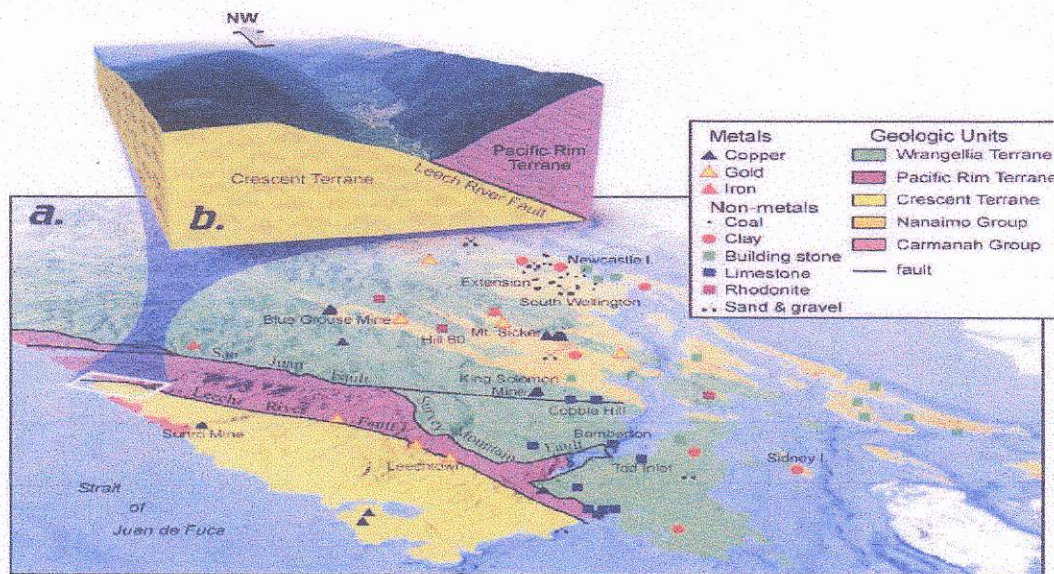 NW
Pacific Rim
Terrane
Crescent Terrane
Leech River Fault
a.
b.
Metals
Copper
Gold
Iron
Non-metals
Coal
Clay
Building stone
Limestone
Rhodonite
Sand & gravel
Geologic Units
Wrangellia Terrane
Pacific Rim Terrane
Crescent Terrane
Nanaimo Group
Carmanah Group
fault
Newcastle I
Extension
South Wellington
Blue Grouse Mine
Hill 60
Mt. Sicker
San Juan Fault
King Solomon
Mine
Cobble Hill
Leech River Fault
Survey Mountain Fault
Bamberton
Sunro Mine
Leechtown
Tod Inlet
Sidney I
Strait
of
Juan de Fuca